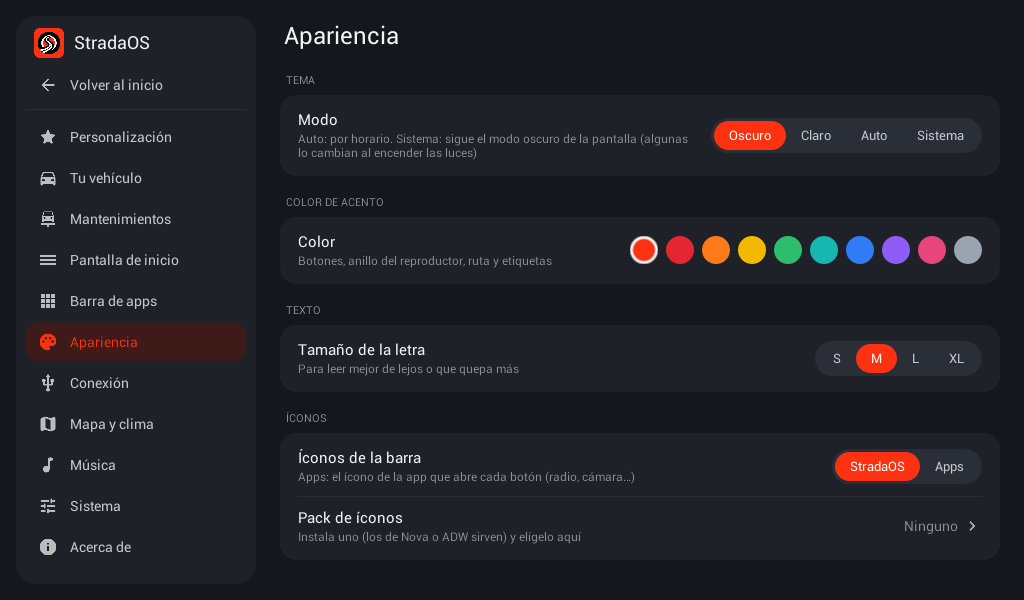 StradaOS
Volver al inicio
Personalización
Tu vehículo
Mantenimientos
Pantalla de inicio
Barra de apps
Apariencia
Conexión
Mapa y clima
Música
Sistema
Acerca de
Apariencia
TEMA
Modo
Auto: por horario. Sistema: sigue el modo oscuro de la pantalla (algunas
lo cambian al encender las luces)
Oscuro Claro Auto Sistema
COLOR DE ACENTO
Color
Botones, anillo del reproductor, ruta y etiquetas
TEXTO
Tamaño de la letra
Para leer mejor de lejos o que quepa más
S M L XL
ÍCONOS
Íconos de la barra
Apps: el ícono de la app que abre cada botón (radio, cámara…)
StradaOS Apps
Pack de íconos
Instala uno (los de Nova o ADW sirven) y elígelo aquí
Ninguno